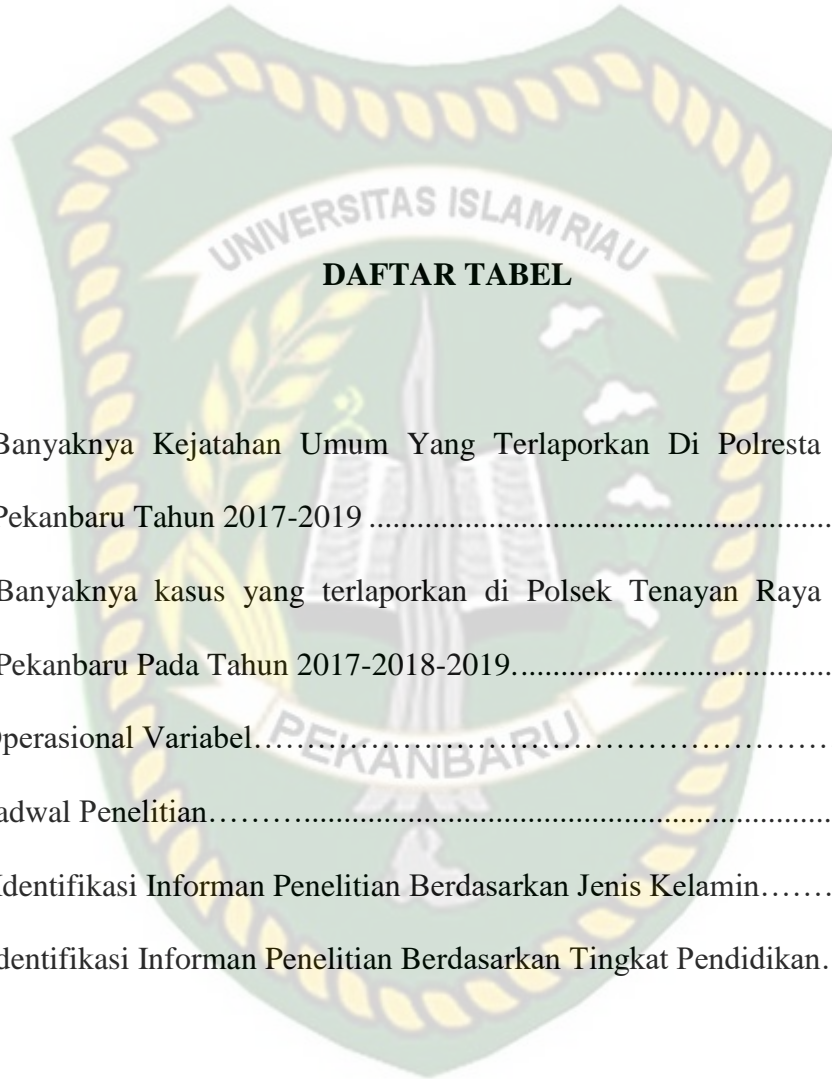 UNIVERSITAS ISLAM RIAU
DAFTAR TABEL
Banyaknya Kejatahan Umum Yang Terlaporkan Di Polresta
Pekanbaru Tahun 2017-2019 ......................................................
Banyaknya kasus yang terlaporkan di Polsek Tenayan Raya
Pekanbaru Pada Tahun 2017-2018-2019.....................................
Operasional Variabel……………………………………………………
Jadwal Penelitian………...............................................................
Identifikasi Informan Penelitian Berdasarkan Jenis Kelamin…….
Identifikasi Informan Penelitian Berdasarkan Tingkat Pendidikan.
PEKANBARU